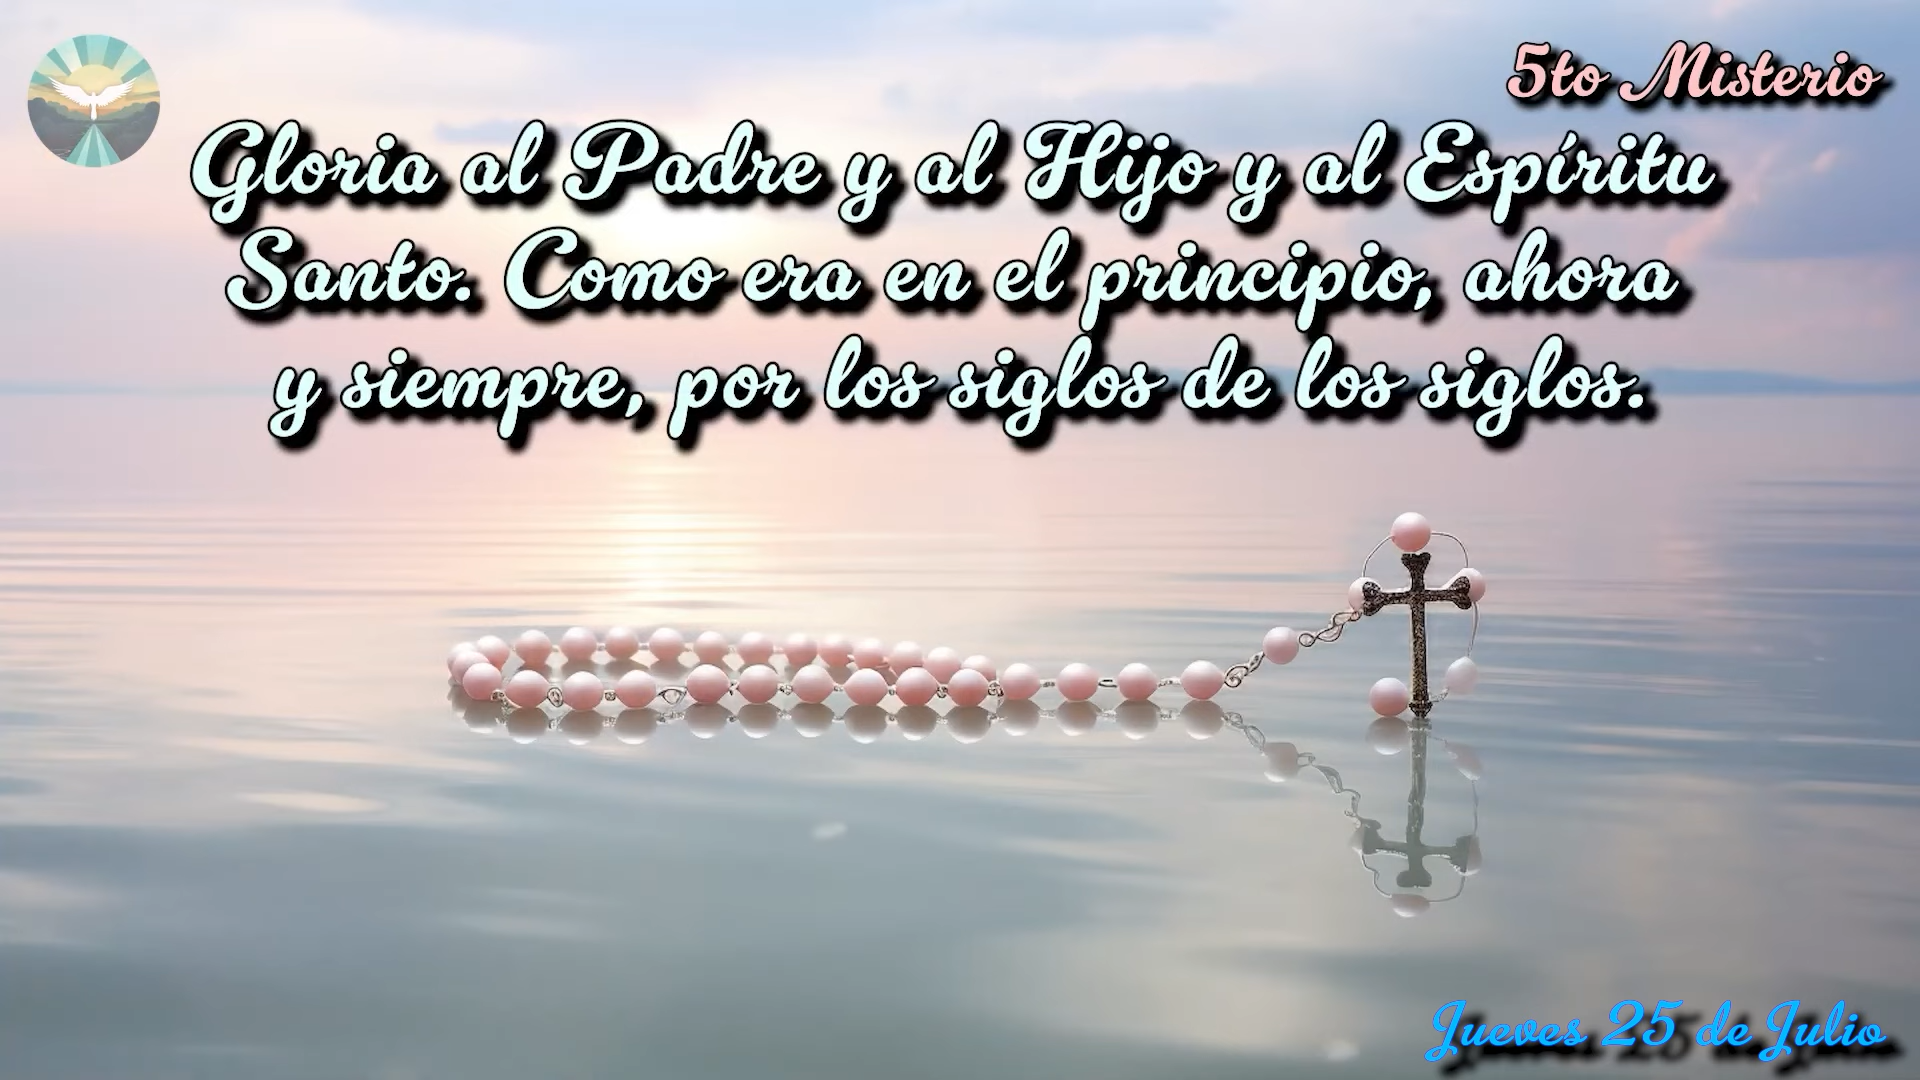 5to Misterio
Gloria al Padre y al Hijo y al Espíritu
Santo. Como era en el principio, ahora
y siempre, por los siglos de los siglos.
Jueves 25 de Julio